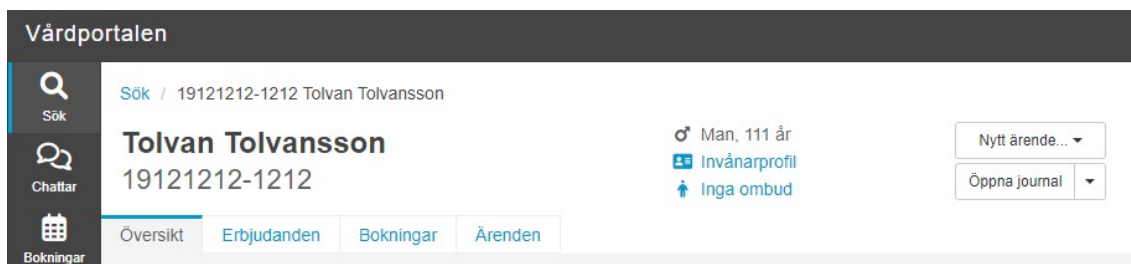 Vårdportalen
Sök
Chattar
Bokningar
Sök / 19121212-1212 Tolvan Tolvansson
Tolvan Tolvansson
19121212-1212
Man, 111 år
Invånarprofil
Inga ombud
Nytt ärende...
Öppna journal
Översikt Erbjudanden Bokningar Ärenden